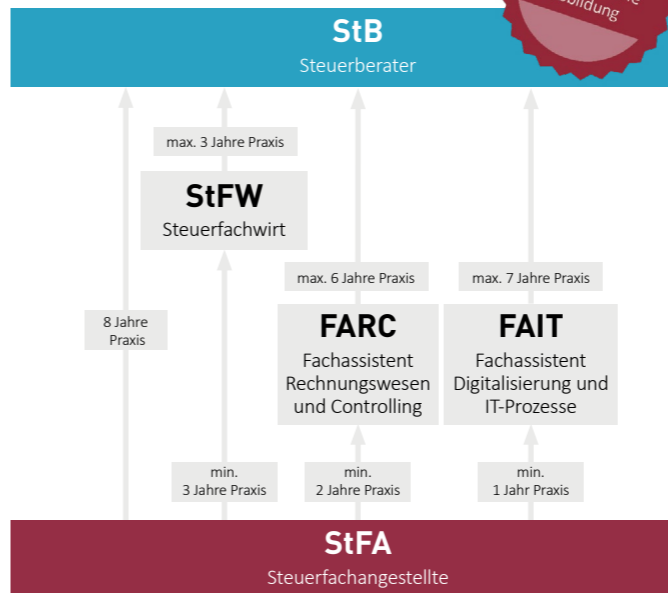 bildung
StB
Steuerberater
max. 3 Jahre Praxis
StFW
Steuerfachwirt
max. 6 Jahre Praxis
max. 7 Jahre Praxis
8 Jahre
Praxis
FARC
Fachassistent
Rechnungswesen
und Controlling
FAIT
Fachassistent
Digitalisierung und
IT-Prozesse
min.
3 Jahre Praxis
min.
2 Jahre Praxis
min.
1 Jahr Praxis
StFA
Steuerfachangestellte